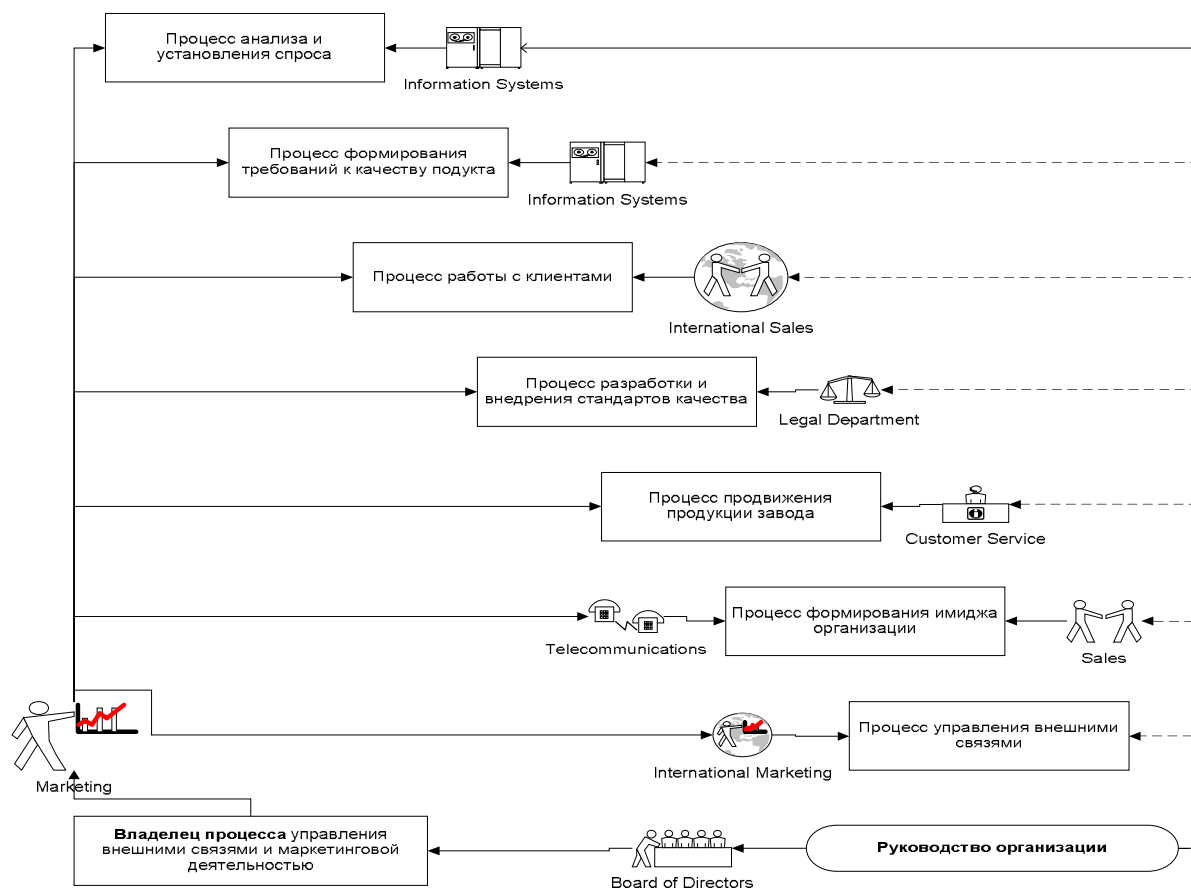 Процесс анализа и
установления спроса
Information Systems
Процесс формирования
требований к качеству подукта
Information Systems
Процесс работы с клиентами
International Sales
Процесс разработки и
внедрения стандартов качества
Legal Department
Процесс продвижения
продукции завода
Customer Service
Процесс формирования имиджа
организации
Telecommunications
Sales
Процесс управления внешними
связями
International Marketing
Marketing
Владелец процесса управления
внешними связями и маркетинговой
деятельностью
Руководство организации
Board of Directors